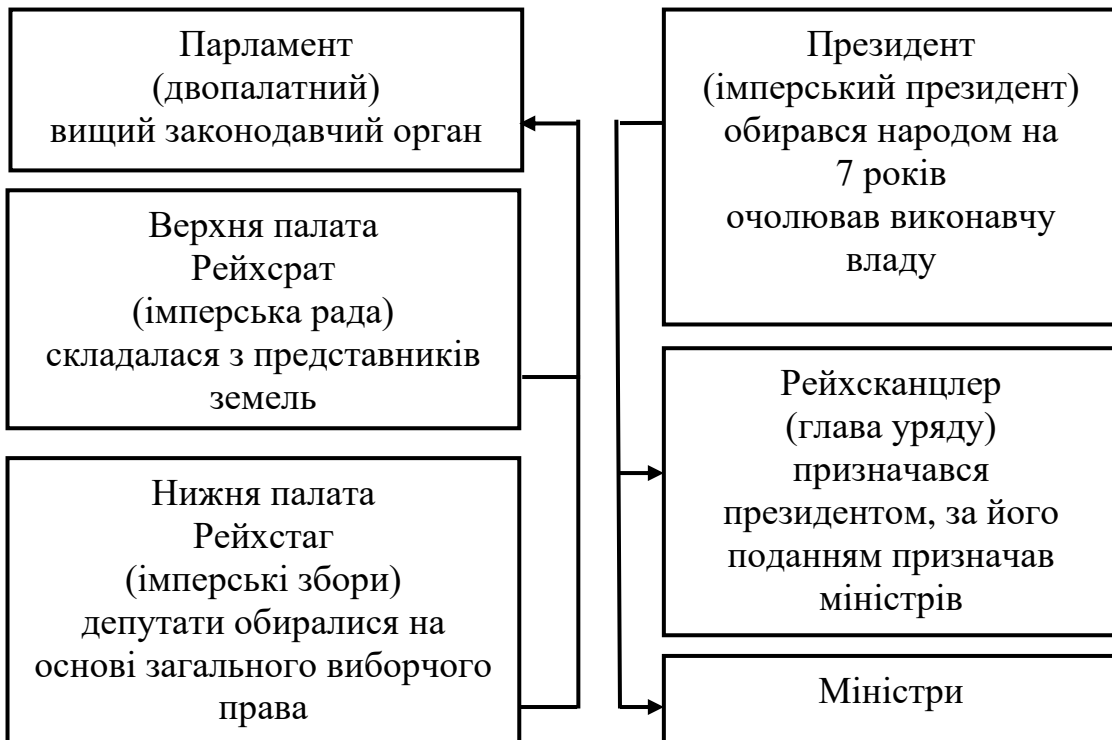 Парламент
(двопалатний)
вищий законодавчий орган
Верхня палата
Рейхсрат
(імперська рада)
складалася з представників
земель
Нижня палата
Рейхстаг
(імперські збори)
депутати обиралися на
основі загального виборчого
права
Президент
(імперський президент)
обирався народом на
7 років
очолював виконавчу
владу
Рейхсканцлер
(глава уряду)
призначався
президентом, за його
поданням призначав
міністрів
Міністри